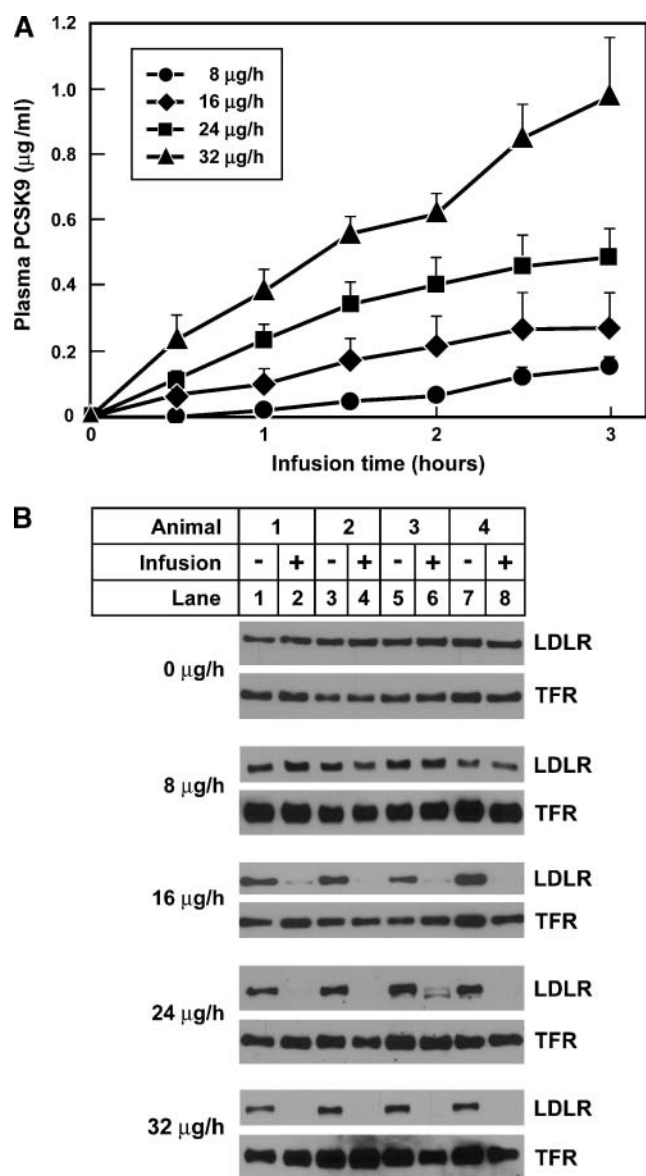 A
1.2
1.0
0.8
0.6
0.4
0.2
0
Plasma PCSK9 (μg/ml)
8 μg/h
16 μg/h
24 μg/h
32 μg/h
0 1 2 3
Infusion time (hours)
B
Animal 1 2 3 4
Infusion - + - + - + - +
Lane 1 2 3 4 5 6 7 8
0 μg/h
LDLR
TFR
8 μg/h
LDLR
TFR
16 μg/h
LDLR
TFR
24 μg/h
LDLR
TFR
32 μg/h
LDLR
TFR